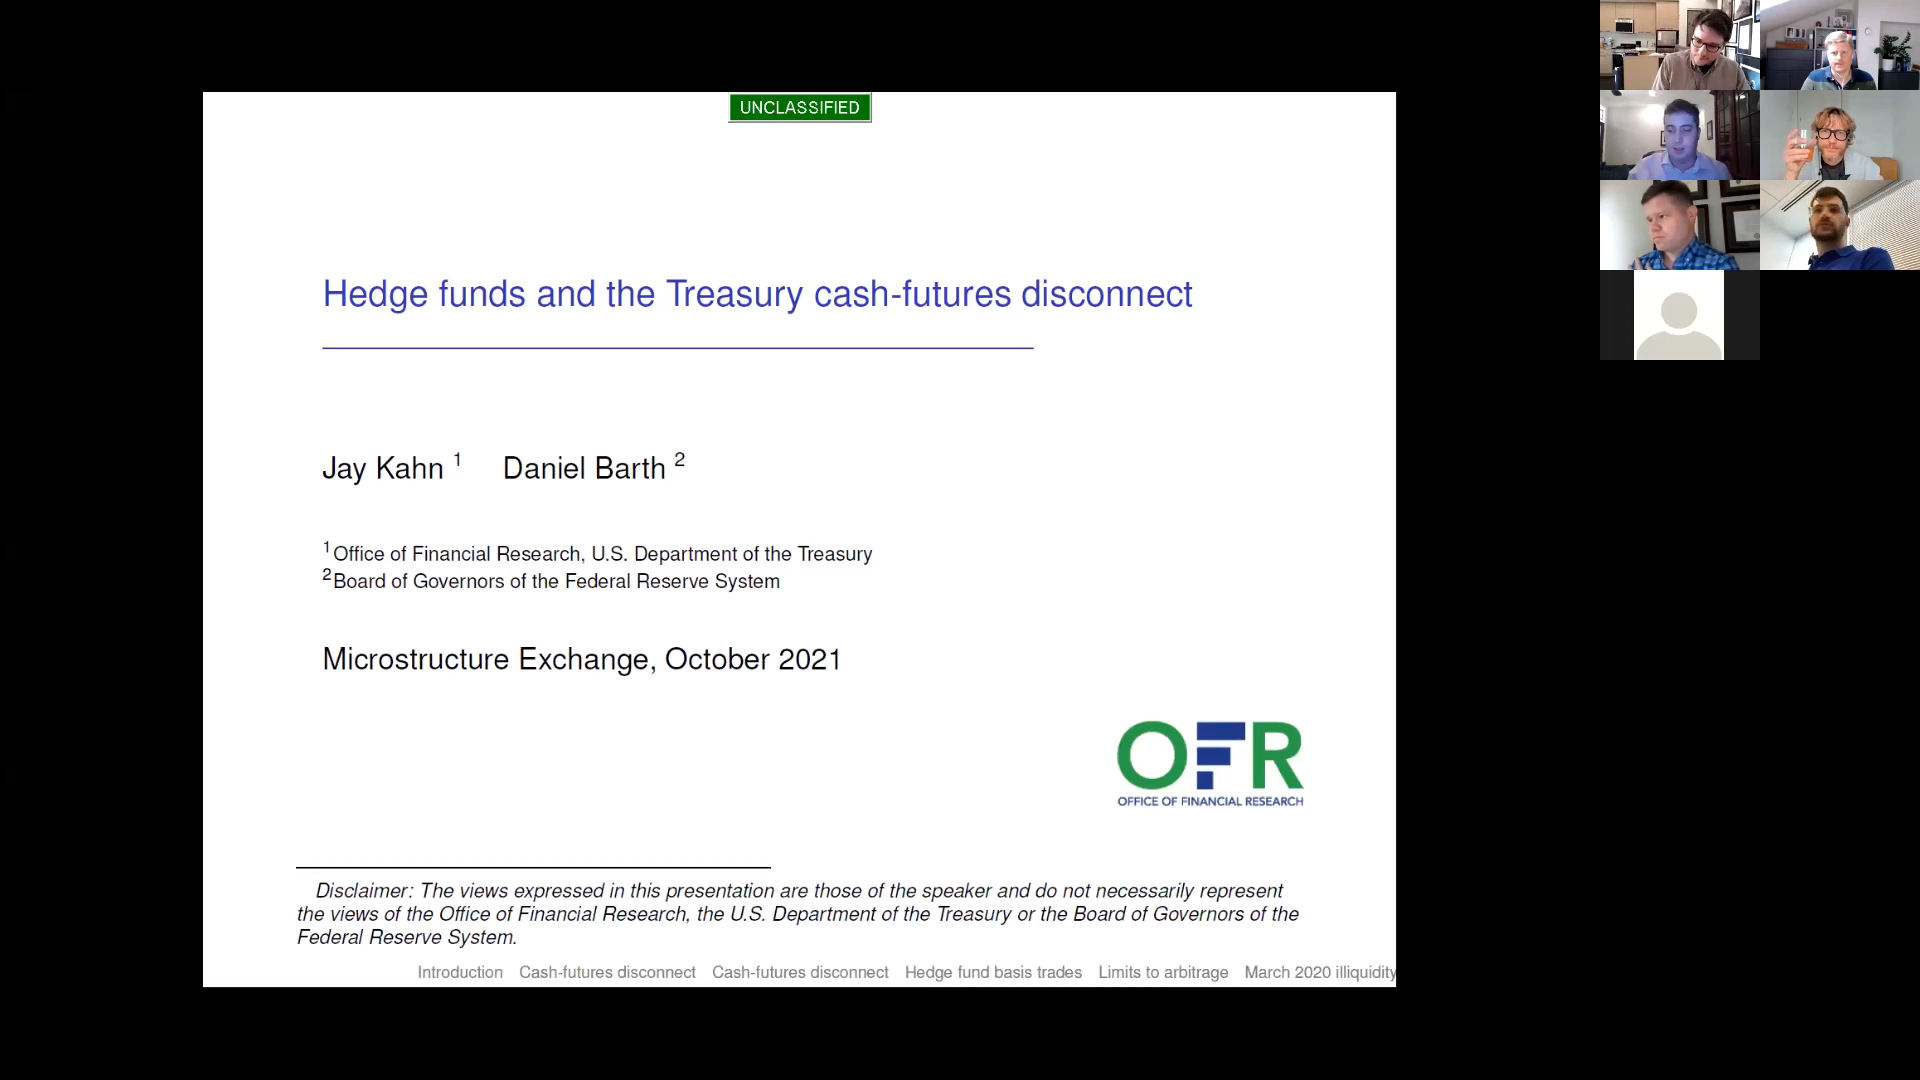 UNCLASSIFIED
Hedge funds and the Treasury cash-futures disconnect
Jay Kahn 1 Daniel Barth 2
1 Office of Financial Research, U.S. Department of the Treasury
2 Board of Governors of the Federal Reserve System
Microstructure Exchange, October 2021
OFR
OFFICE OF FINANCIAL RESEARCH
Disclaimer: The views expressed in this presentation are those of the speaker and do not necessarily represent
the views of the Office of Financial Research, the U.S. Department of the Treasury or the Board of Governors of the
Federal Reserve System.
Introduction Cash-futures disconnect Cash-futures disconnect Hedge fund basis trades Limits to arbitrage March 2020 illiquidity